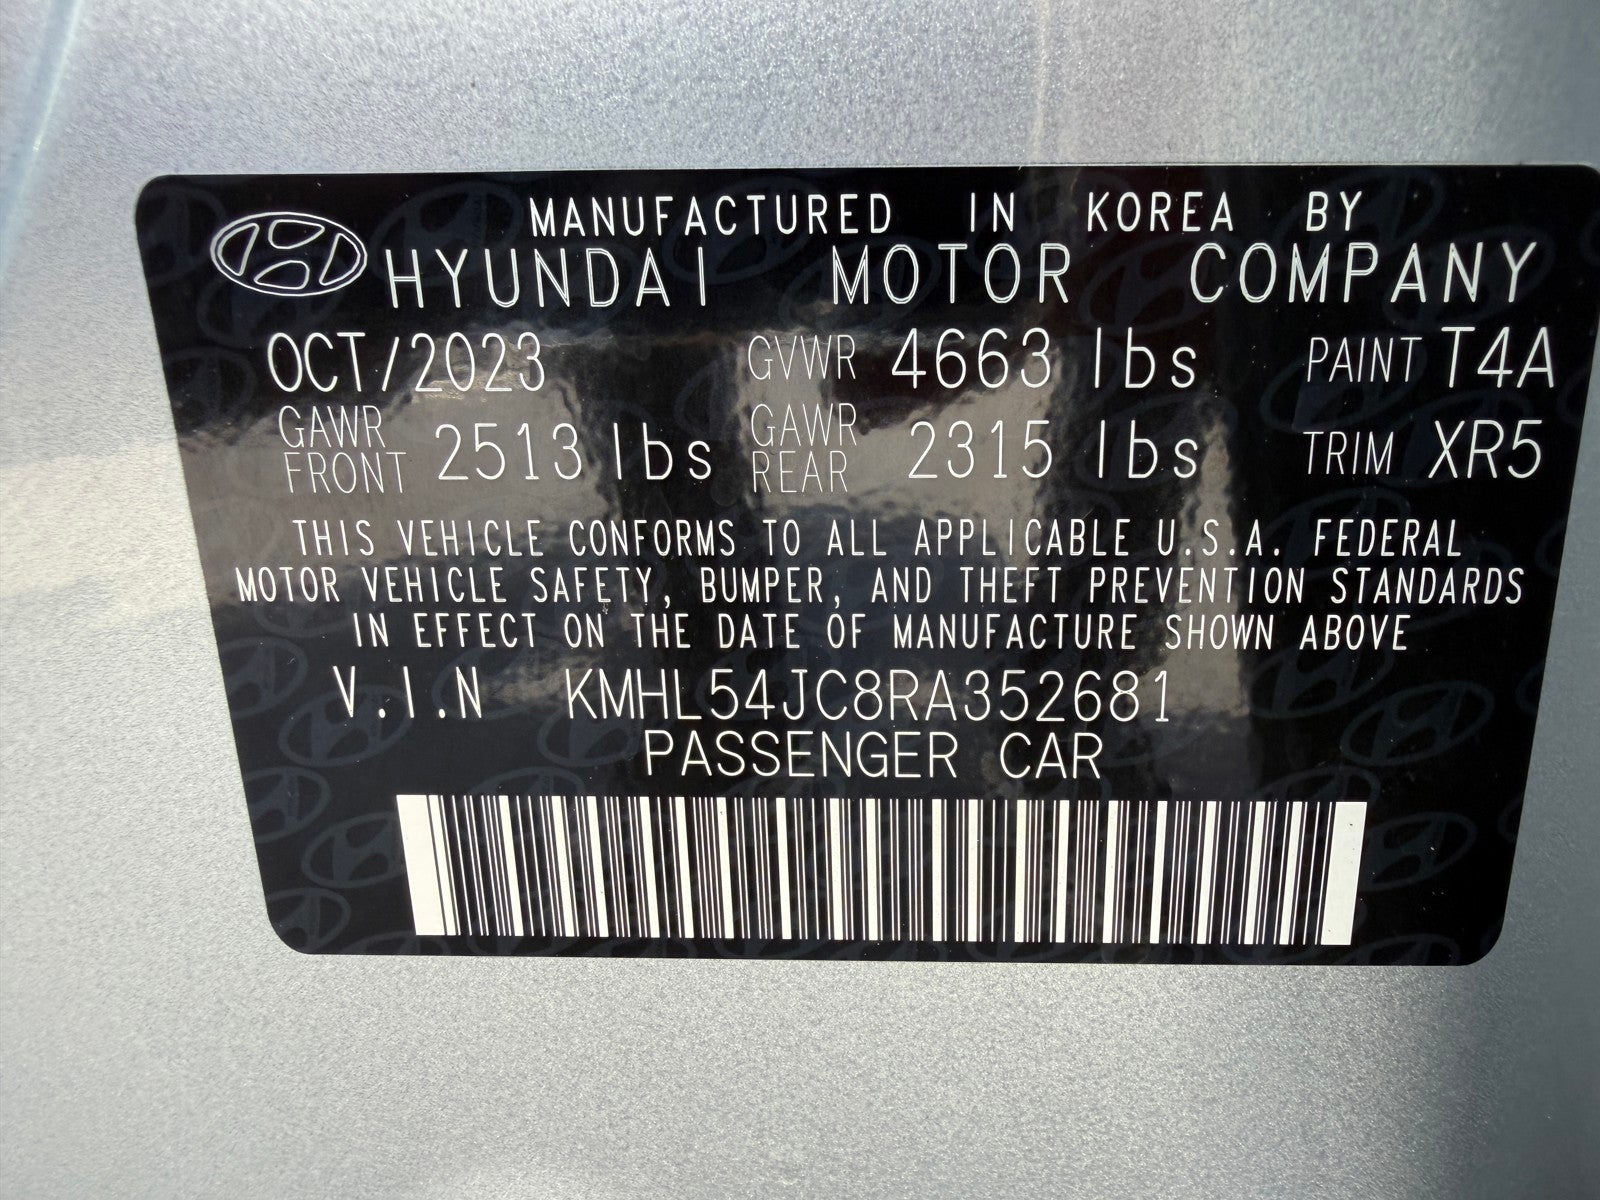 MANUFACTURED IN KOREA BY
HYUNDAI MOTOR COMPANY
OCT/2023 GVWR 4663 lbs PAINT T4A
GAWR FRONT 2513 lbs GAWR REAR 2315 lbs TRIM XR5
THIS VEHICLE CONFORMS TO ALL APPLICABLE U.S.A. FEDERAL
MOTOR VEHICLE SAFETY, BUMPER, AND THEFT PREVENTION STANDARDS
IN EFFECT ON THE DATE OF MANUFACTURE SHOWN ABOVE
V.I.N KMHL54JC8RA352681
PASSENGER CAR